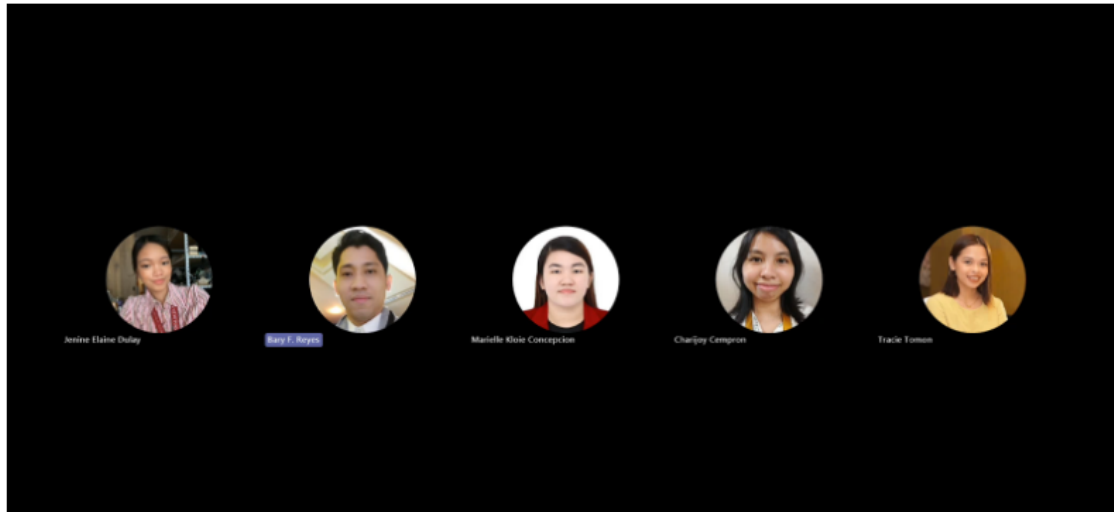 Jenine Elaine Dulay
Bary F. Reyes
Marielle Kloie Concepcion
Charijoy Cempron
Tracie Tomon